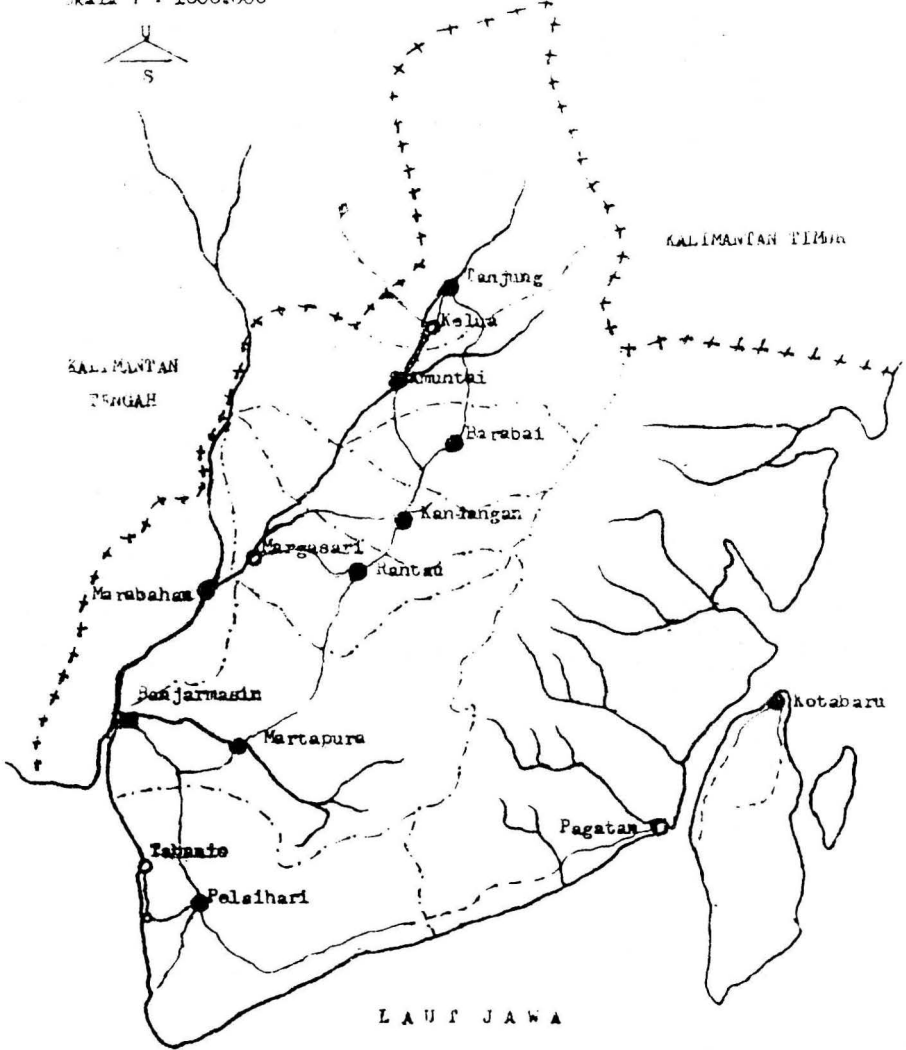 U
S
KALIMANTAN TIMUR
Tanjung
Kelua
KALIMANTAN
TENGAH
Amuntai
Barabai
Kandangan
Margasari
Rantau
Marabahan
Banjarmasin
Kotabaru
Martapura
Pagatan
Tabanio
Pelaihari
LAUT JAWA